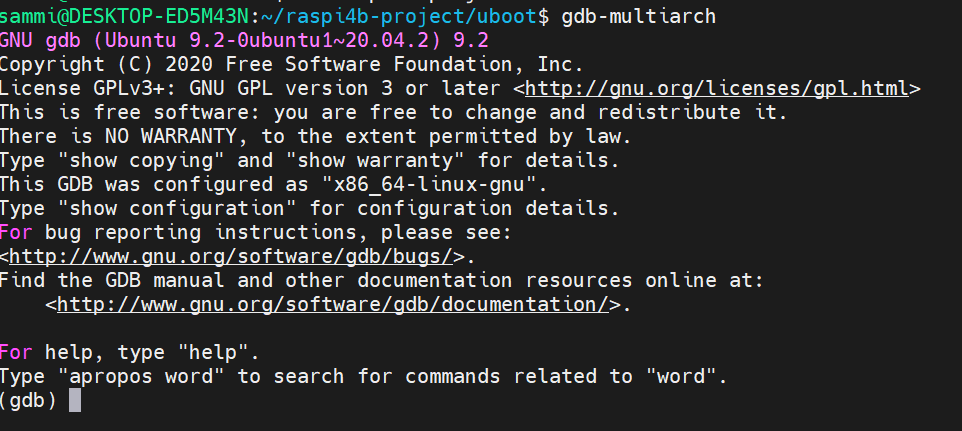 sammi@DESKTOP-ED5M43N:~/raspi4b-project/uboot$ gdb-multiarch
GNU gdb (Ubuntu 9.2-0ubuntu1~20.04.2) 9.2
Copyright (C) 2020 Free Software Foundation, Inc.
License GPLv3+: GNU GPL version 3 or later <http://gnu.org/licenses/gpl.html>
This is free software: you are free to change and redistribute it.
There is NO WARRANTY, to the extent permitted by law.
Type "show copying" and "show warranty" for details.
This GDB was configured as "x86_64-linux-gnu".
Type "show configuration" for configuration details.
For bug reporting instructions, please see:
<http://www.gnu.org/software/gdb/bugs/>.
Find the GDB manual and other documentation resources online at:
    <http://www.gnu.org/software/gdb/documentation/>.

For help, type "help".
Type "apropos word" to search for commands related to "word".
(gdb)